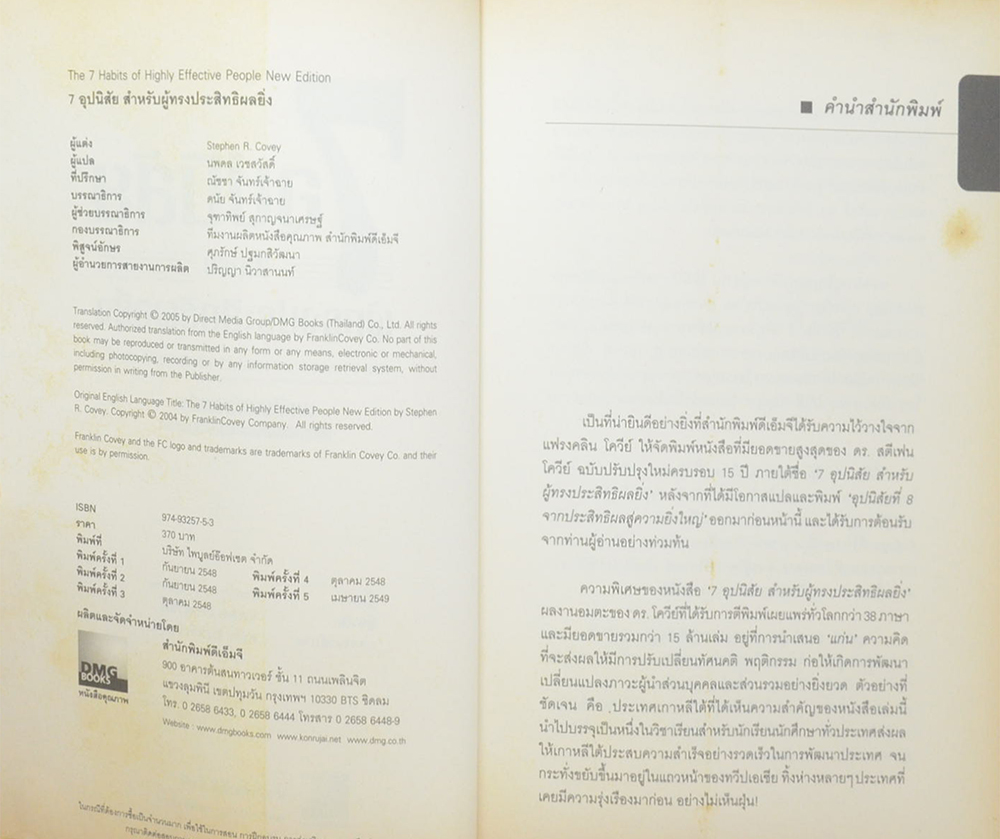 The 7 Habits of Highly Effective People New Edition
7 อุปนิสัย สำหรับผู้ทรงประสิทธิผลยิ่ง
ผู้แต่ง Stephen R. Covey
ผู้แปล นพดล เวชสวัสดิ์
ที่ปรึกษา ณัชชา จันทร์เจ้าฉาย
บรรณาธิการ ดนัย จันทร์เจ้าฉาย
ผู้ช่วยบรรณาธิการ จุฑาทิพย์ สุกาญจนาเศรษฐ์
กองบรรณาธิการ ทีมงานผลิตหนังสือคุณภาพ สำนักพิมพ์ดีเอ็มจี
พิสูจน์อักษร ศุภรักษ์ ปฐมกสิวัฒนา
ผู้อำนวยการสายงานการผลิต ปริญญา นิวาสานนท์
Translation Copyright © 2005 by Direct Media Group/DMG Books (Thailand) Co., Ltd. All rights
reserved. Authorized translation from the English language by FranklinCovey Co. No part of this
book may be reproduced or transmitted in any form or any means, electronic or mechanical,
including photocopying, recording or by any information storage retrieval system, without
permission in writing from the Publisher.
Original English Language Title: The 7 Habits of Highly Effective People New Edition by Stephen
R. Covey. Copyright © 2004 by FranklinCovey Company. All rights reserved.
Franklin Covey and the FC logo and trademarks are trademarks of Franklin Covey Co. and their
use is by permission.
ISBN 974-93257-5-3
ราคา 370 บาท
พิมพ์ที่ บริษัท ไพบูลย์อ๊อฟเซต จำกัด
พิมพ์ครั้งที่ 1 กันยายน 2548 พิมพ์ครั้งที่ 4 ตุลาคม 2548
พิมพ์ครั้งที่ 2 กันยายน 2548 พิมพ์ครั้งที่ 5 เมษายน 2549
พิมพ์ครั้งที่ 3 ตุลาคม 2548
ผลิตและจัดจำหน่ายโดย
DMG
BOOKS
หนังสือคุณภาพ
สำนักพิมพ์ดีเอ็มจี
900 อาคารต้นสนทาวเวอร์ ชั้น 11 ถนนเพลินจิต
แขวงลุมพินี เขตปทุมวัน กรุงเทพฯ 10330 BTS ชิดลม
โทร. 0 2658 6433, 0 2658 6444 โทรสาร 0 2658 6448-9
Website : www.dmgbooks.com www.konrujai.net www.dmg.co.th
ในกรณีที่ต้องการซื้อเป็นจำนวนมาก เพื่อใช้ในการสอน
■ คำนำสำนักพิมพ์
เป็นที่น่ายินดีอย่างยิ่งที่สำนักพิมพ์ดีเอ็มจีได้รับความไว้วางใจจาก
แฟรงคลิน โควีย์ ให้จัดพิมพ์หนังสือที่มียอดขายสูงสุดของ ดร. สตีเฟน
โควีย์ ฉบับปรับปรุงใหม่ครบรอบ 15 ปี ภายใต้ชื่อ '7 อุปนิสัย สำหรับ
ผู้ทรงประสิทธิผลยิ่ง' หลังจากที่ได้มีโอกาสแปลและพิมพ์ 'อุปนิสัยที่ 8
จากประสิทธิผลสู่ความยิ่งใหญ่' ออกมาก่อนหน้านี้ และได้รับการต้อนรับ
จากท่านผู้อ่านอย่างท่วมท้น
ความพิเศษของหนังสือ '7 อุปนิสัย สำหรับผู้ทรงประสิทธิผลยิ่ง'
ผลงานอมตะของ ดร. โควีย์ที่ได้รับการตีพิมพ์เผยแพร่ทั่วโลกกว่า 38 ภาษา
และมียอดขายรวมกว่า 15 ล้านเล่ม อยู่ที่การนำเสนอ 'แก่น' ความคิด
ที่จะส่งผลให้มีการปรับเปลี่ยนทัศนคติ พฤติกรรม ก่อให้เกิดการพัฒนา
เปลี่ยนแปลงภาวะผู้นำส่วนบุคคลและส่วนรวมอย่างยิ่งยวด ตัวอย่างที่
ชัดเจน คือ ประเทศเกาหลีใต้ที่ได้เห็นความสำคัญของหนังสือเล่มนี้
นำไปบรรจุเป็นหนึ่งในวิชาเรียนสำหรับนักเรียนนักศึกษาทั่วประเทศส่งผล
ให้เกาหลีใต้ประสบความสำเร็จอย่างรวดเร็วในการพัฒนาประเทศ จน
กระทั่งขยับขึ้นมาอยู่ในแถวหน้าของทวีปเอเชีย ทิ้งห่างหลายๆ ประเทศที่
เคยมีความรุ่งเรืองมาก่อน อย่างไม่เห็นฝุ่น!